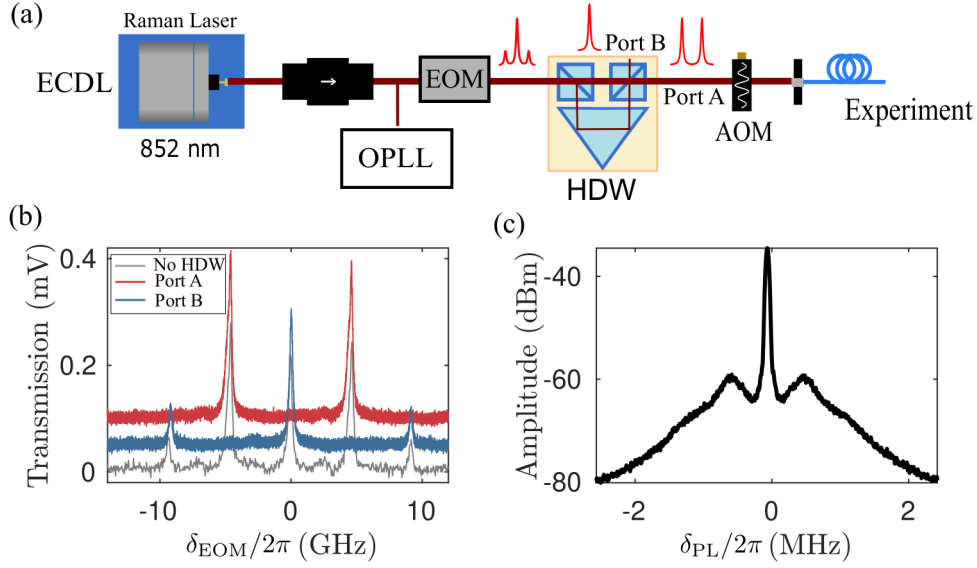 (a)
Raman Laser
ECDL
852 nm
OPLL
EOM
Port B
Port A
HDW
AOM
Experiment
(b)
Transmission (mV)
0.4
0.2
0
No HDW
Port A
Port B
-10
0
10
δ_EOM/2π (GHz)
(c)
Amplitude (dBm)
-40
-60
-80
-2
0
2
δ_PL/2π (MHz)